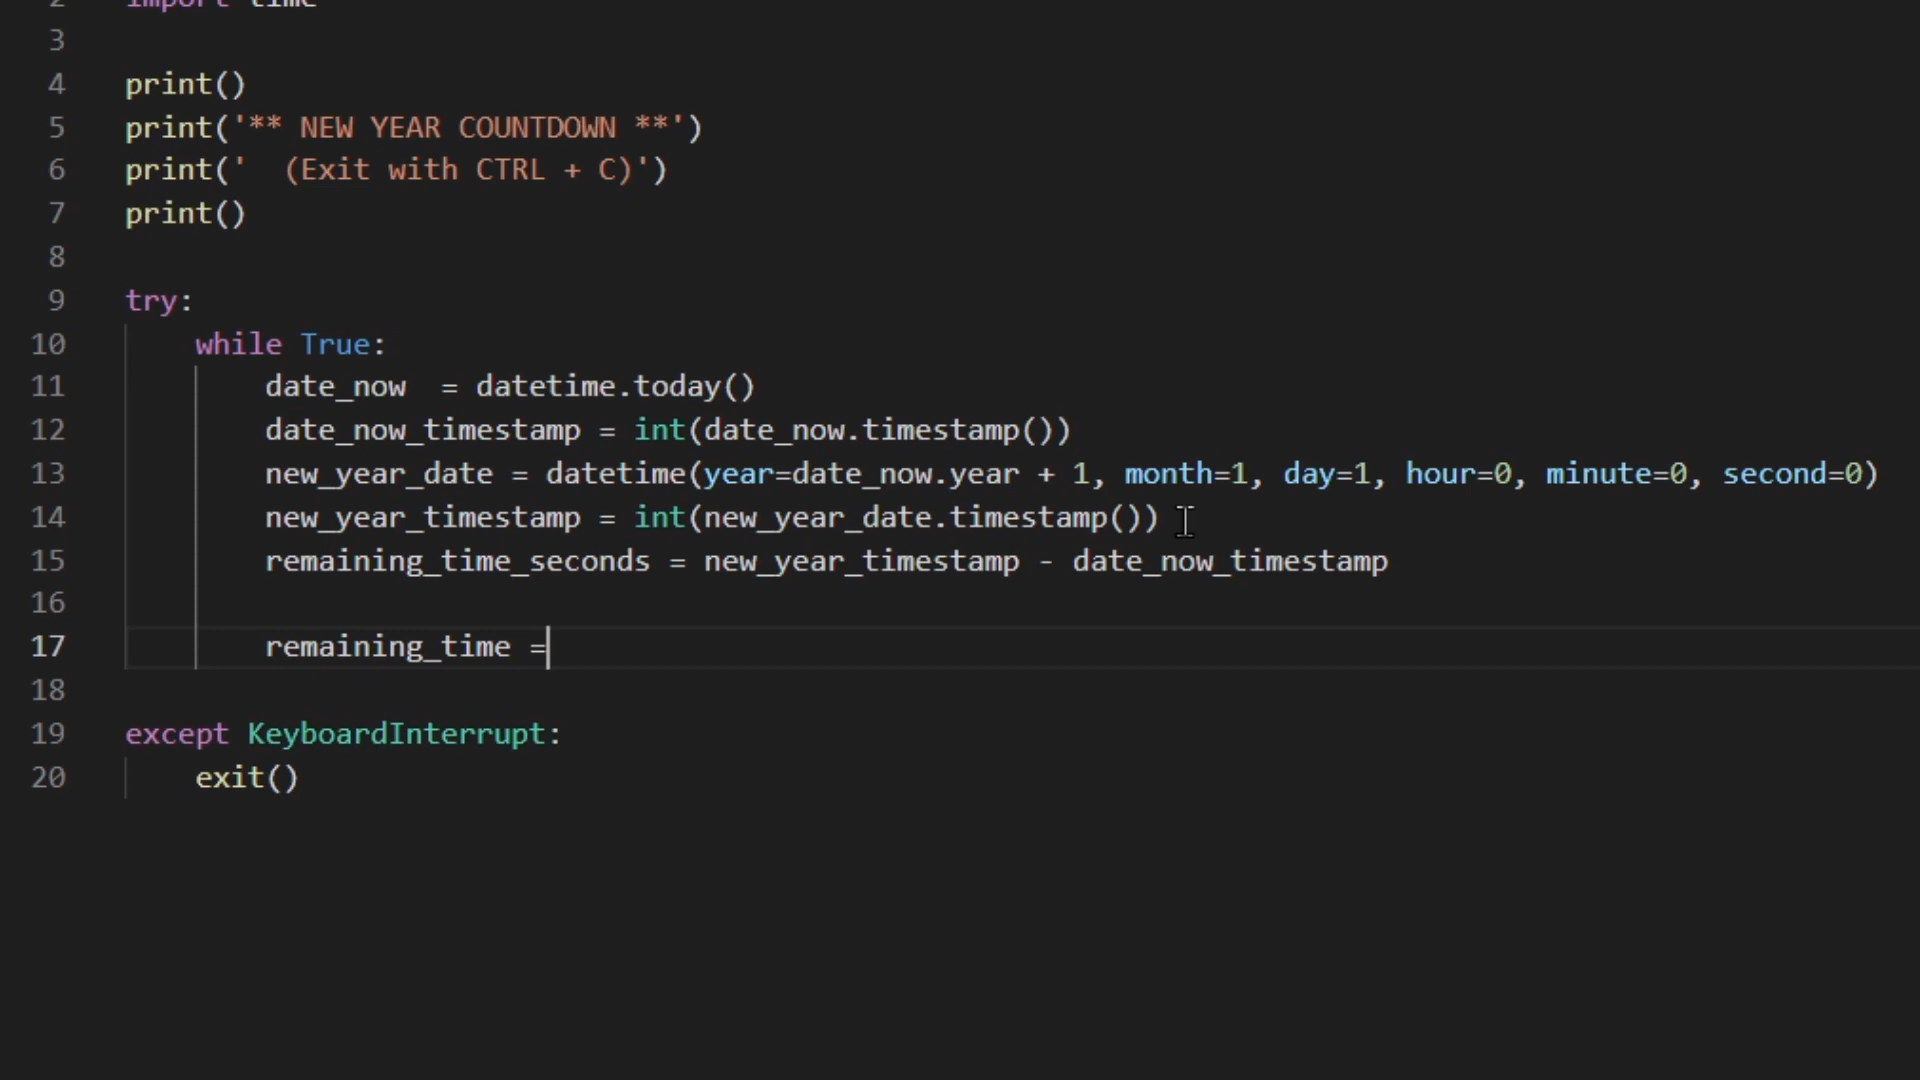 2 import time
3
4 print()
5 print('** NEW YEAR COUNTDOWN **')
6 print('  (Exit with CTRL + C)')
7 print()
8
9 try:
10     while True:
11         date_now  = datetime.today()
12         date_now_timestamp = int(date_now.timestamp())
13         new_year_date = datetime(year=date_now.year + 1, month=1, day=1, hour=0, minute=0, second=0)
14         new_year_timestamp = int(new_year_date.timestamp())
15         remaining_time_seconds = new_year_timestamp - date_now_timestamp
16
17         remaining_time =
18
19 except KeyboardInterrupt:
20     exit()